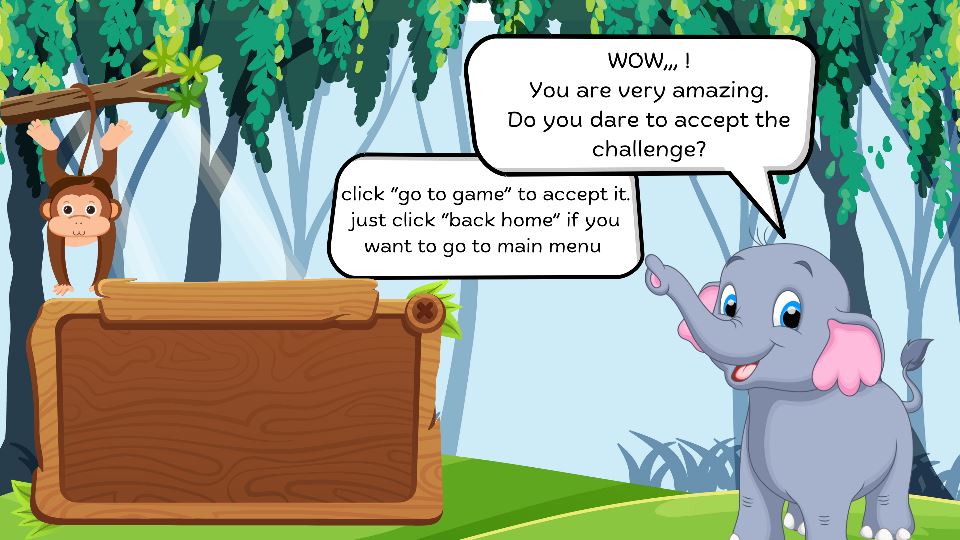 WOW,,, !
You are very amazing.
Do you dare to accept the
challenge?
click "go to game" to accept it.
just click "back home" if you
want to go to main menu